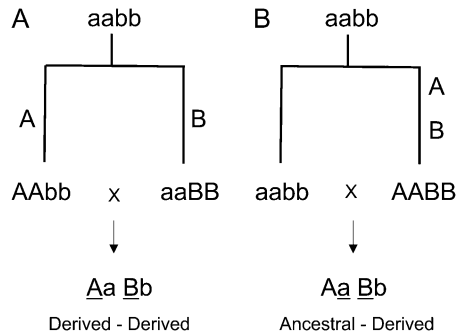 A aabb
A B
AAbb x aaBB
Aa Bb
Derived - Derived
B aabb
A
B
aabb x AABB
Aa Bb
Ancestral - Derived